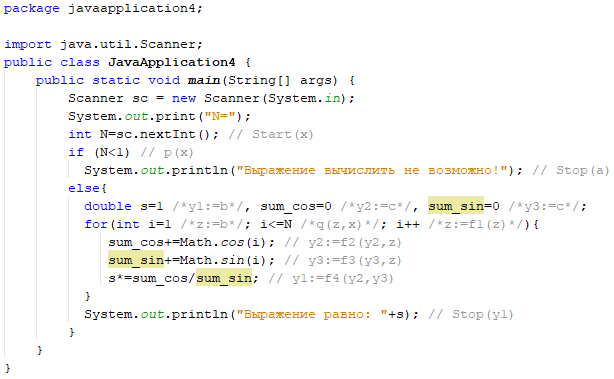 package javaapplication4;
import java.util.Scanner;
public class JavaApplication4 {
public static void main(String[] args) {
Scanner sc = new Scanner(System.in);
System.out.print("N=");
int N=sc.nextInt(); // Start(x)
if (N<1) // p(x)
System.out.println("Выражение вычислить не возможно!"); // Stop(a)
else{
double s=1 /*y1:=b*/, sum_cos=0 /*y2:=c*/, sum_sin=0 /*y3:=c*/;
for(int i=1 /*z:=b*/; i<=N /*q(z,x)*/; i++ /*z:=f1(z)*/){
sum_cos+=Math.cos(i); // y2:=f2(y2,z)
sum_sin+=Math.sin(i); // y3:=f3(y3,z)
s*=sum_cos/sum_sin; // y1:=f4(y2,y3)
}
System.out.println("Выражение равно: "+s); // Stop(y1)
}
}
}